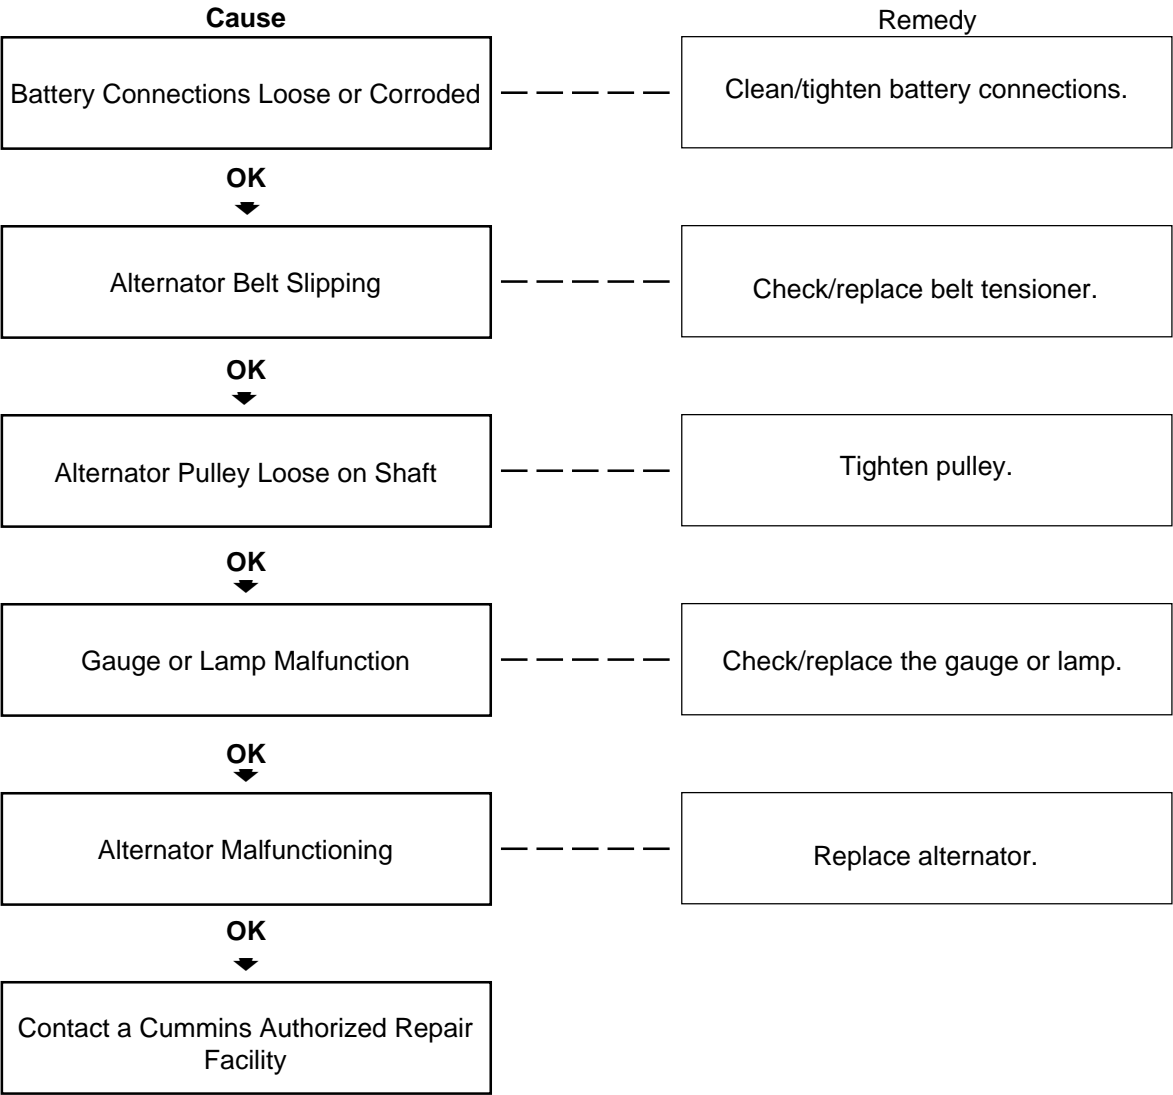 Cause
Remedy
Battery Connections Loose or Corroded
Clean/tighten battery connections.
OK
Alternator Belt Slipping
Check/replace belt tensioner.
OK
Alternator Pulley Loose on Shaft
Tighten pulley.
OK
Gauge or Lamp Malfunction
Check/replace the gauge or lamp.
OK
Alternator Malfunctioning
Replace alternator.
OK
Contact a Cummins Authorized Repair
Facility